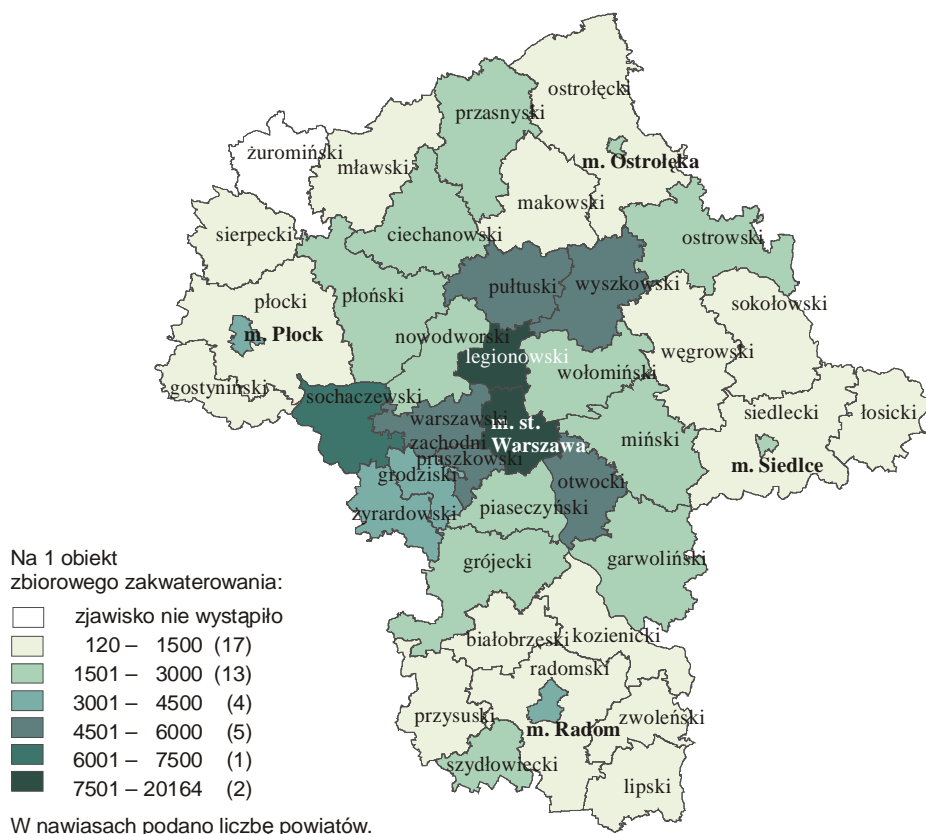 ostrołęcki
przasnyski
żuromiński
mławski
m. Ostrołęka
makowski
sierpecki
ciechanowski
ostrowski
płocki
płoński
pułtuski
wyszkowski
sokołowski
m. Płock
nowodworski
legionowski
węgrowski
wołomiński
gostyniński
sochaczewski
warszawski
zachodni
m. st.
Warszawa
siedlecki
łosicki
miński
m. Siedlce
pruszkowski
grodziski
otwocki
żyrardowski
piaseczyński
grójecki
garwoliński
Na 1 obiekt
zbiorowego zakwaterowania:
zjawisko nie wystąpiło
120 – 1500 (17)
1501 – 3000 (13)
3001 – 4500 (4)
4501 – 6000 (5)
6001 – 7500 (1)
7501 – 20164 (2)
W nawiasach podano liczbę powiatów.
białobrzeski
kozienicki
radomski
przysuski
m. Radom
zwoleński
szydłowiecki
lipski